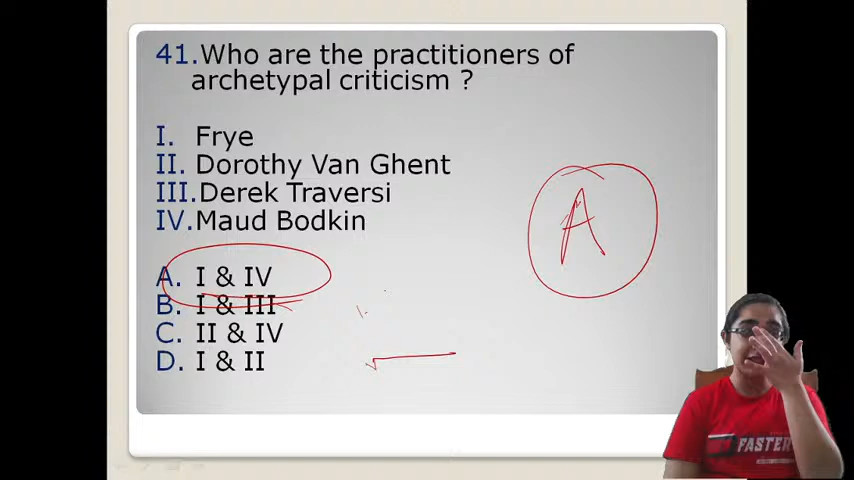 41.Who are the practitioners of
archetypal criticism ?
I. Frye
II. Dorothy Van Ghent
III.Derek Traversi
IV.Maud Bodkin
A. I & IV
B. I & III
C. II & IV
D. I & II
A
FASTER